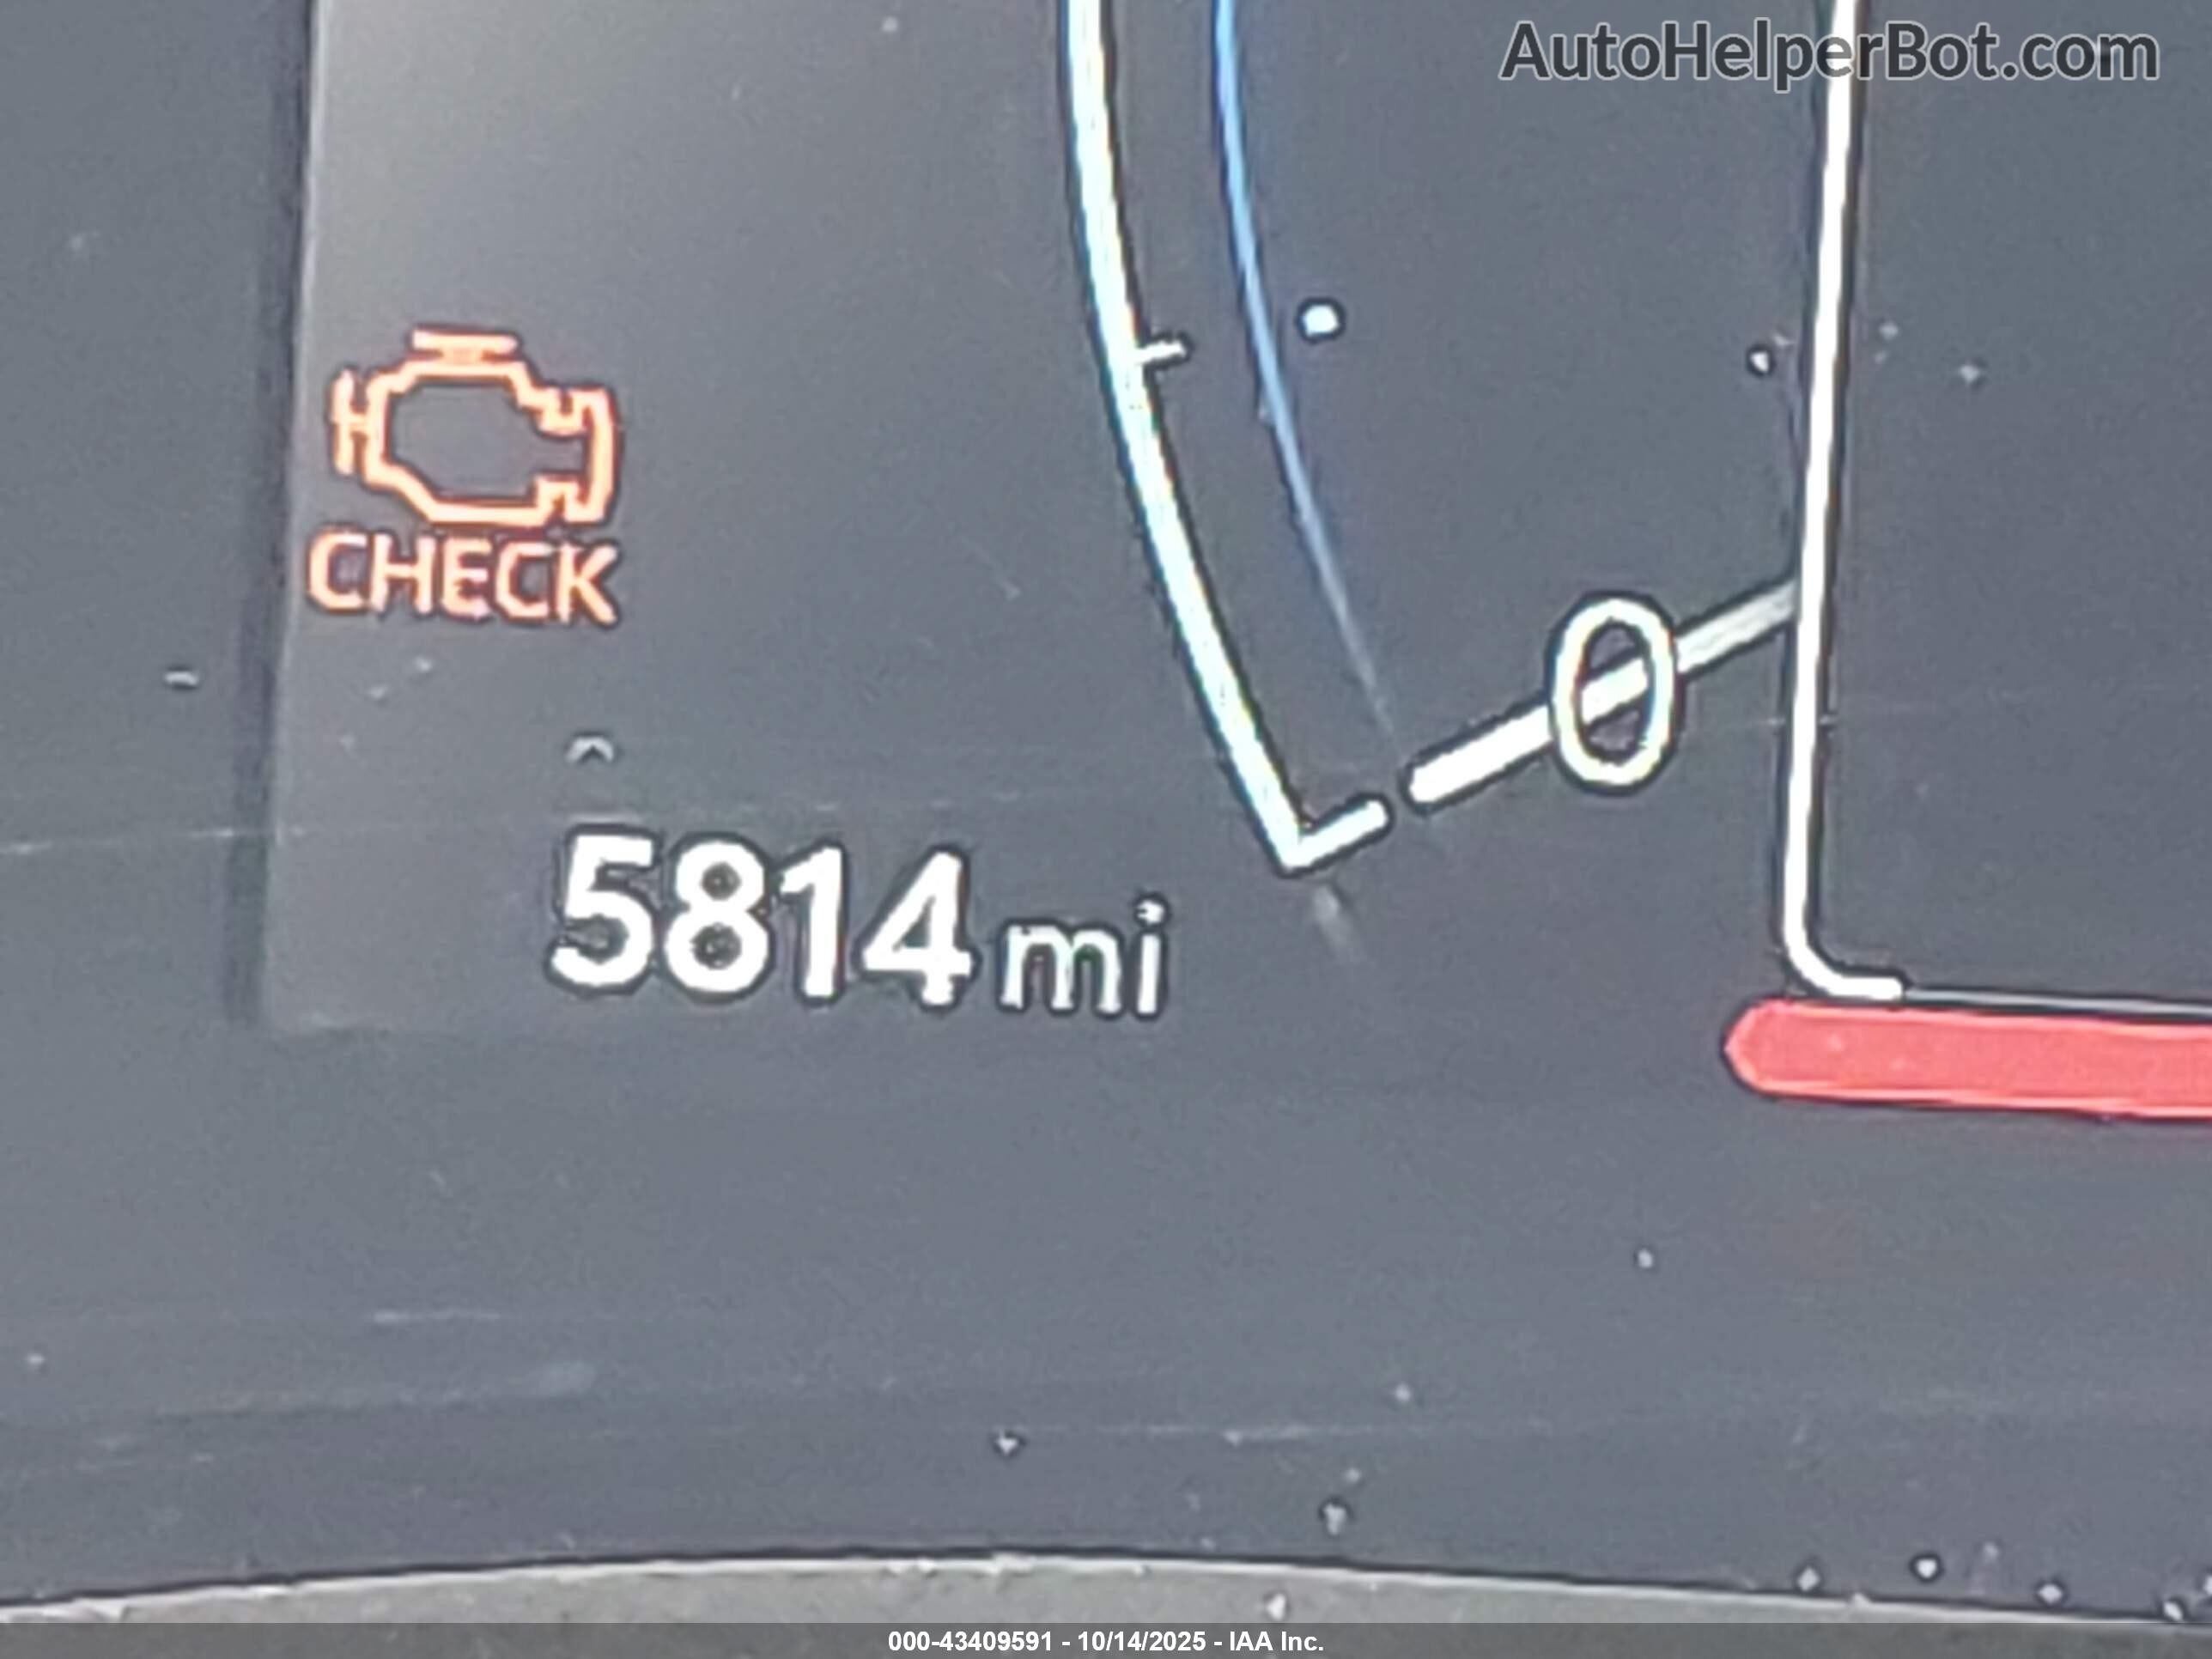 AutoHelperBot.com
CHECK
0
5814 mi
000-43409591 - 10/14/2025 - IAA Inc.